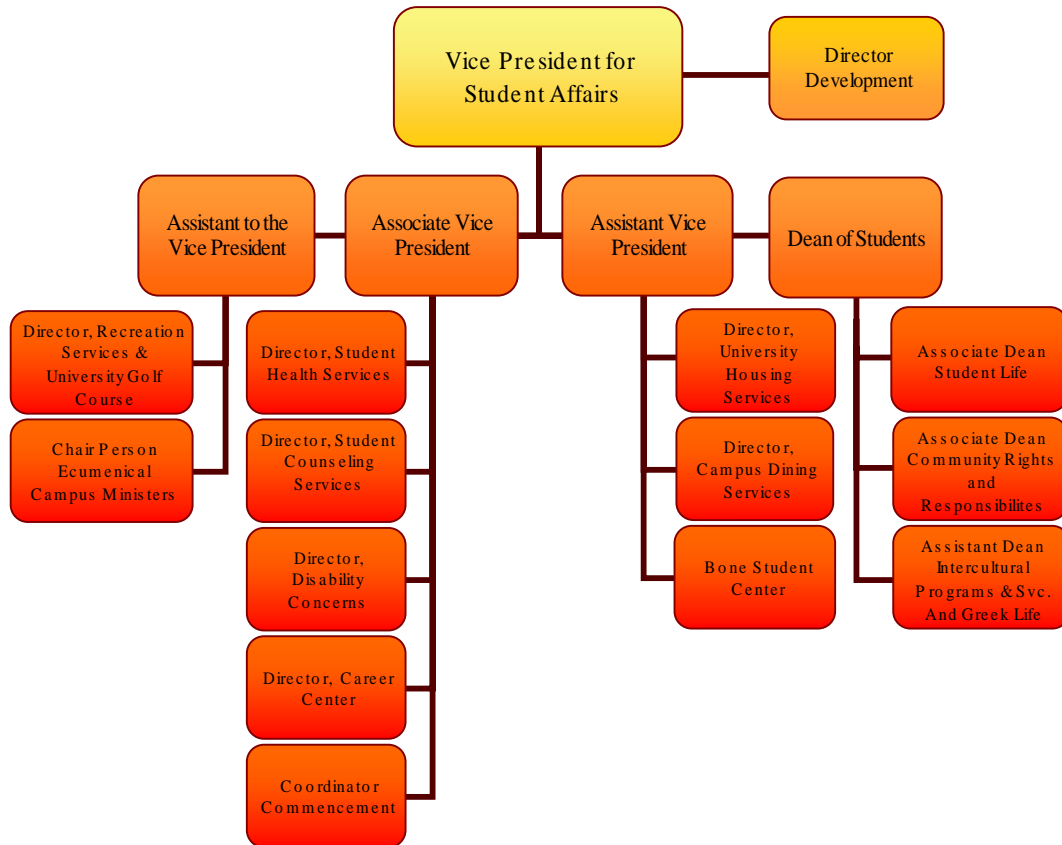 Vice President for
Student Affairs
Director
Development
Assistant to the
Vice President
Associate Vice
President
Assistant Vice
President
Dean of Students
Director, Recreation
Services &
University Golf
Course
Chair Person
Ecumenical
Campus Ministers
Director, Student
Health Services
Director, Student
Counseling
Services
Director,
Disability
Concerns
Director, Career
Center
Coordinator
Commencement
Director,
University
Housing
Services
Director,
Campus Dining
Services
Bone Student
Center
Associate Dean
Student Life
Associate Dean
Community Rights
and
Responsibilites
Assistant Dean
Intercultural
Programs & Svc.
And Greek Life